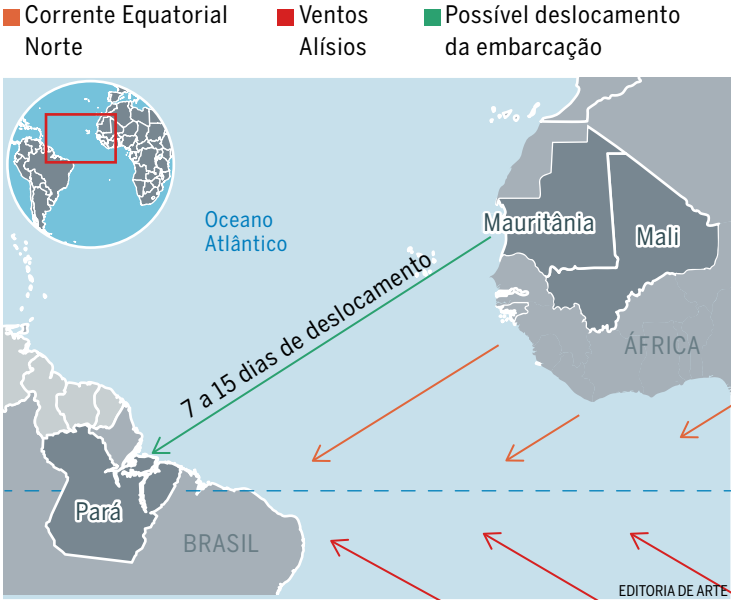 Corrente Equatorial
Norte
Ventos
Alísios
Possível deslocamento
da embarcação
Oceano
Atlântico
Mauritânia
Mali
7 a 15 dias de deslocamento
ÁFRICA
Pará
BRASIL
EDITORIA DE ARTE